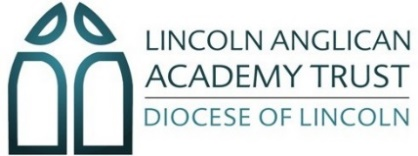 LINCOLN ANGLICAN
ACADEMY TRUST
DIOCESE OF LINCOLN